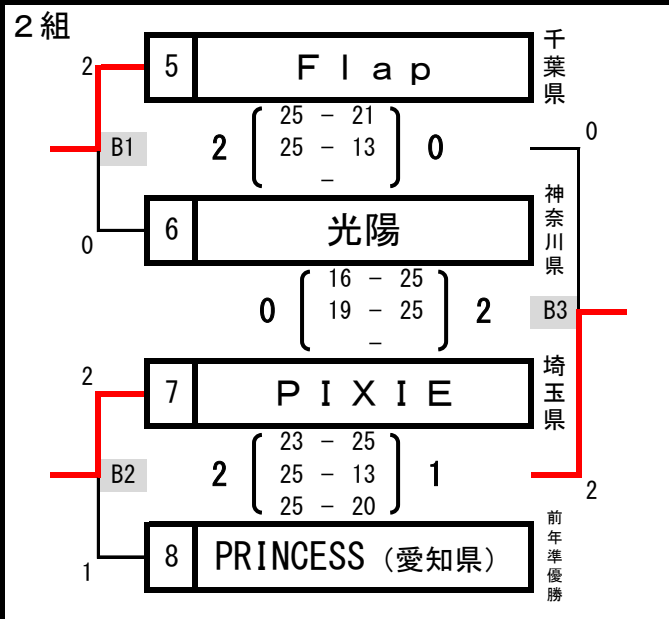 ２組
2
5
Ｆｌａｐ
千葉県
25 － 21
B1
2
25 － 13
0
0
－
0
6
光陽
神奈川県
16 － 25
0
19 － 25
2
B3
－
2
7
ＰＩＸＩＥ
埼玉県
23 － 25
B2
2
25 － 13
1
25 － 20
2
1
8
PRINCESS（愛知県）
前年準優勝